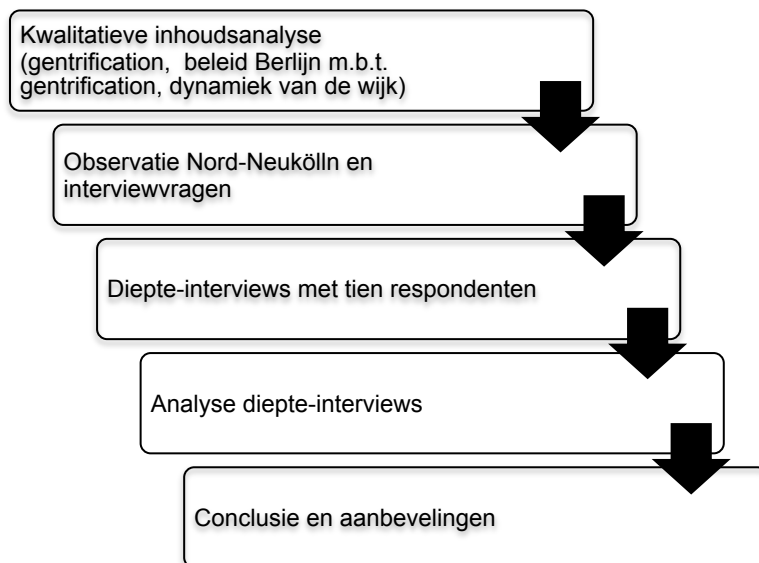 Kwalitatieve inhoudsanalyse
(gentrification, beleid Berlijn m.b.t.
gentrification, dynamiek van de wijk)
Observatie Nord-Neukölln en
interviewvragen
Diepte-interviews met tien respondenten
Analyse diepte-interviews
Conclusie en aanbevelingen